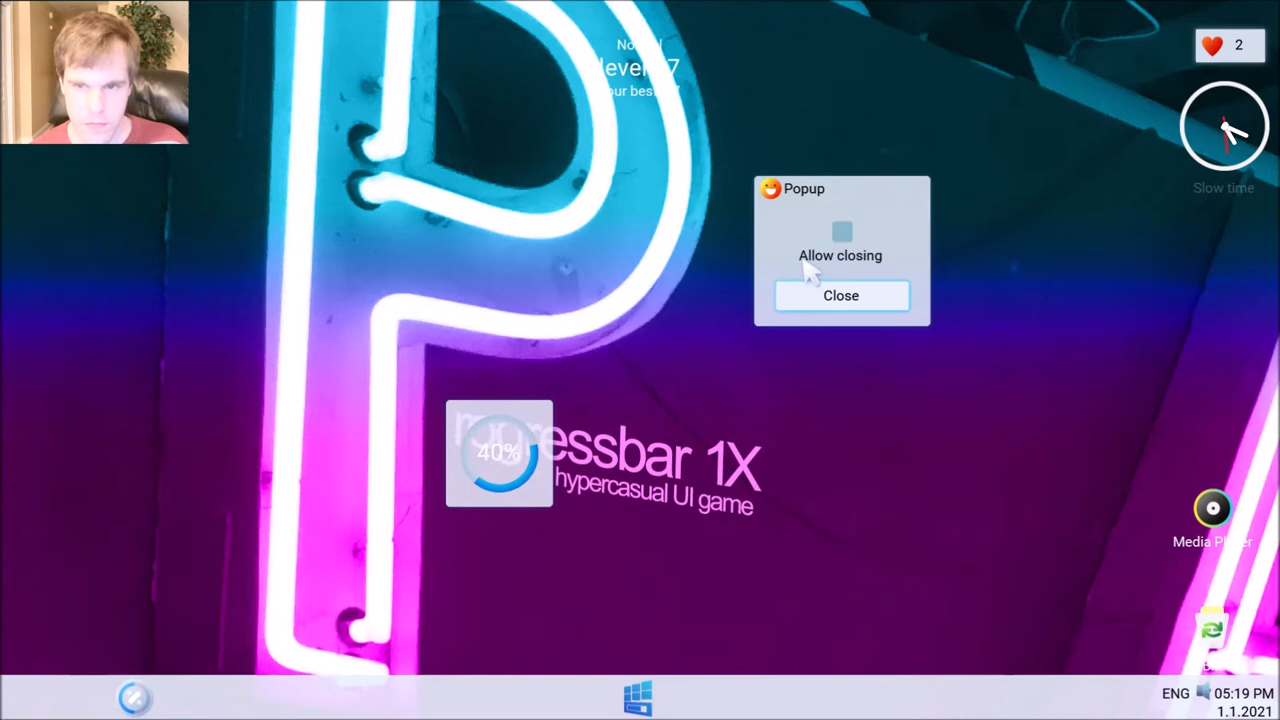 2
Slow time
Popup
Allow closing
Close
40%
essbar 1X
hypercasual UI game
Media
ENG 05:19 PM
1.1.2021